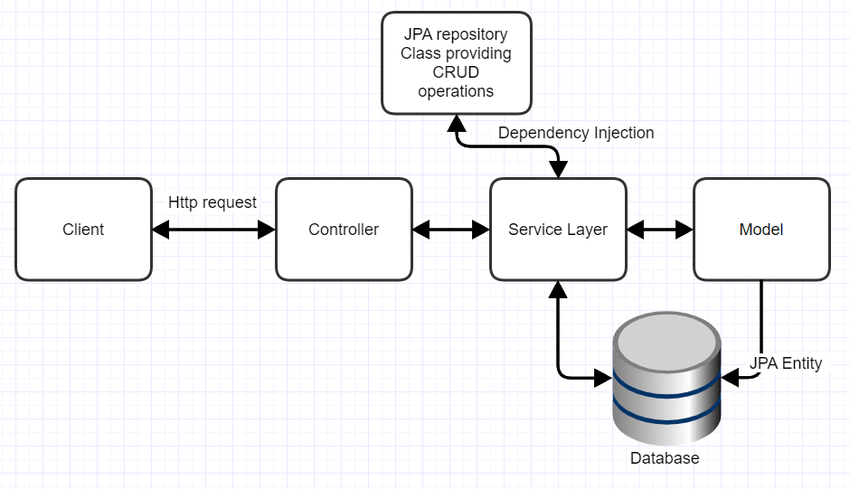 JPA repository
Class providing
CRUD
operations
Dependency Injection
Http request
Client
Controller
Service Layer
Model
JPA Entity
Database